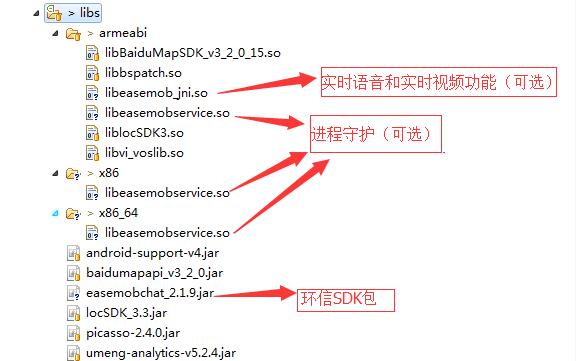 > libs
> armeabi
libBaiduMapSDK_v3_2_0_15.so
libbspatch.so
libeasemob_jni.so
实时语音和实时视频功能（可选）
libeasemobservice.so
liblocSDK3.so
进程守护（可选）
libvi_voslib.so
> x86
libeasemobservice.so
> x86_64
libeasemobservice.so
android-support-v4.jar
baidumapapi_v3_2_0.jar
easemobchat_2.1.9.jar
环信SDK包
locSDK_3.3.jar
picasso-2.4.0.jar
umeng-analytics-v5.2.4.jar